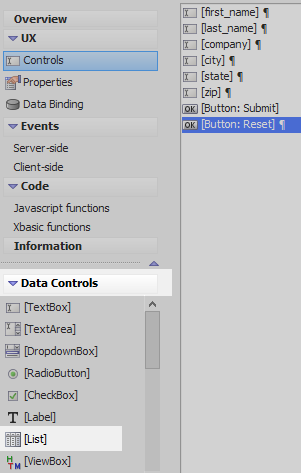 Overview
UX
Controls
Properties
Data Binding
Events
Server-side
Client-side
Code
Javascript functions
Xbasic functions
Information
Data Controls
[TextBox]
[TextArea]
[DropdownBox]
[RadioButton]
[CheckBox]
T [Label]
[List]
HTM [ViewBox]
[first_name] ¶
[last_name] ¶
[company] ¶
[city] ¶
[state] ¶
[zip] ¶
OK [Button: Submit]
OK [Button: Reset] ¶